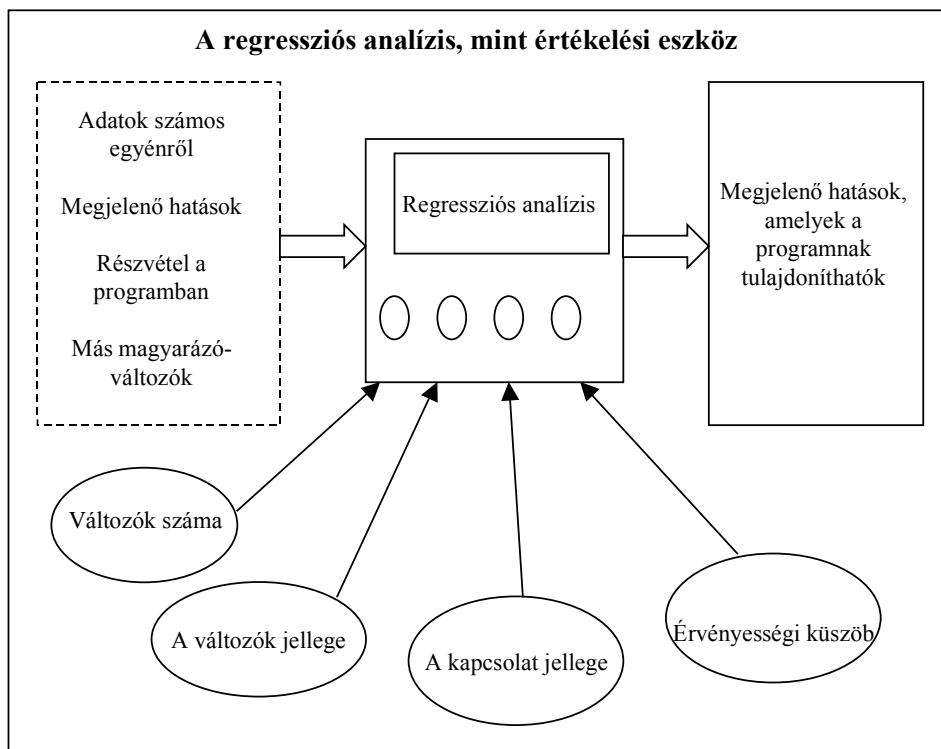 A regressziós analízis, mint értékelési eszköz
Adatok számos
egyénről
Megjelenő hatások
Részvétel a
programban
Más magyarázó-
változók
Regressziós analízis
Megjelenő hatások,
amelyek a
programnak
tulajdoníthatók
Változók száma
A változók jellege
A kapcsolat jellege
Érvényességi küszöb